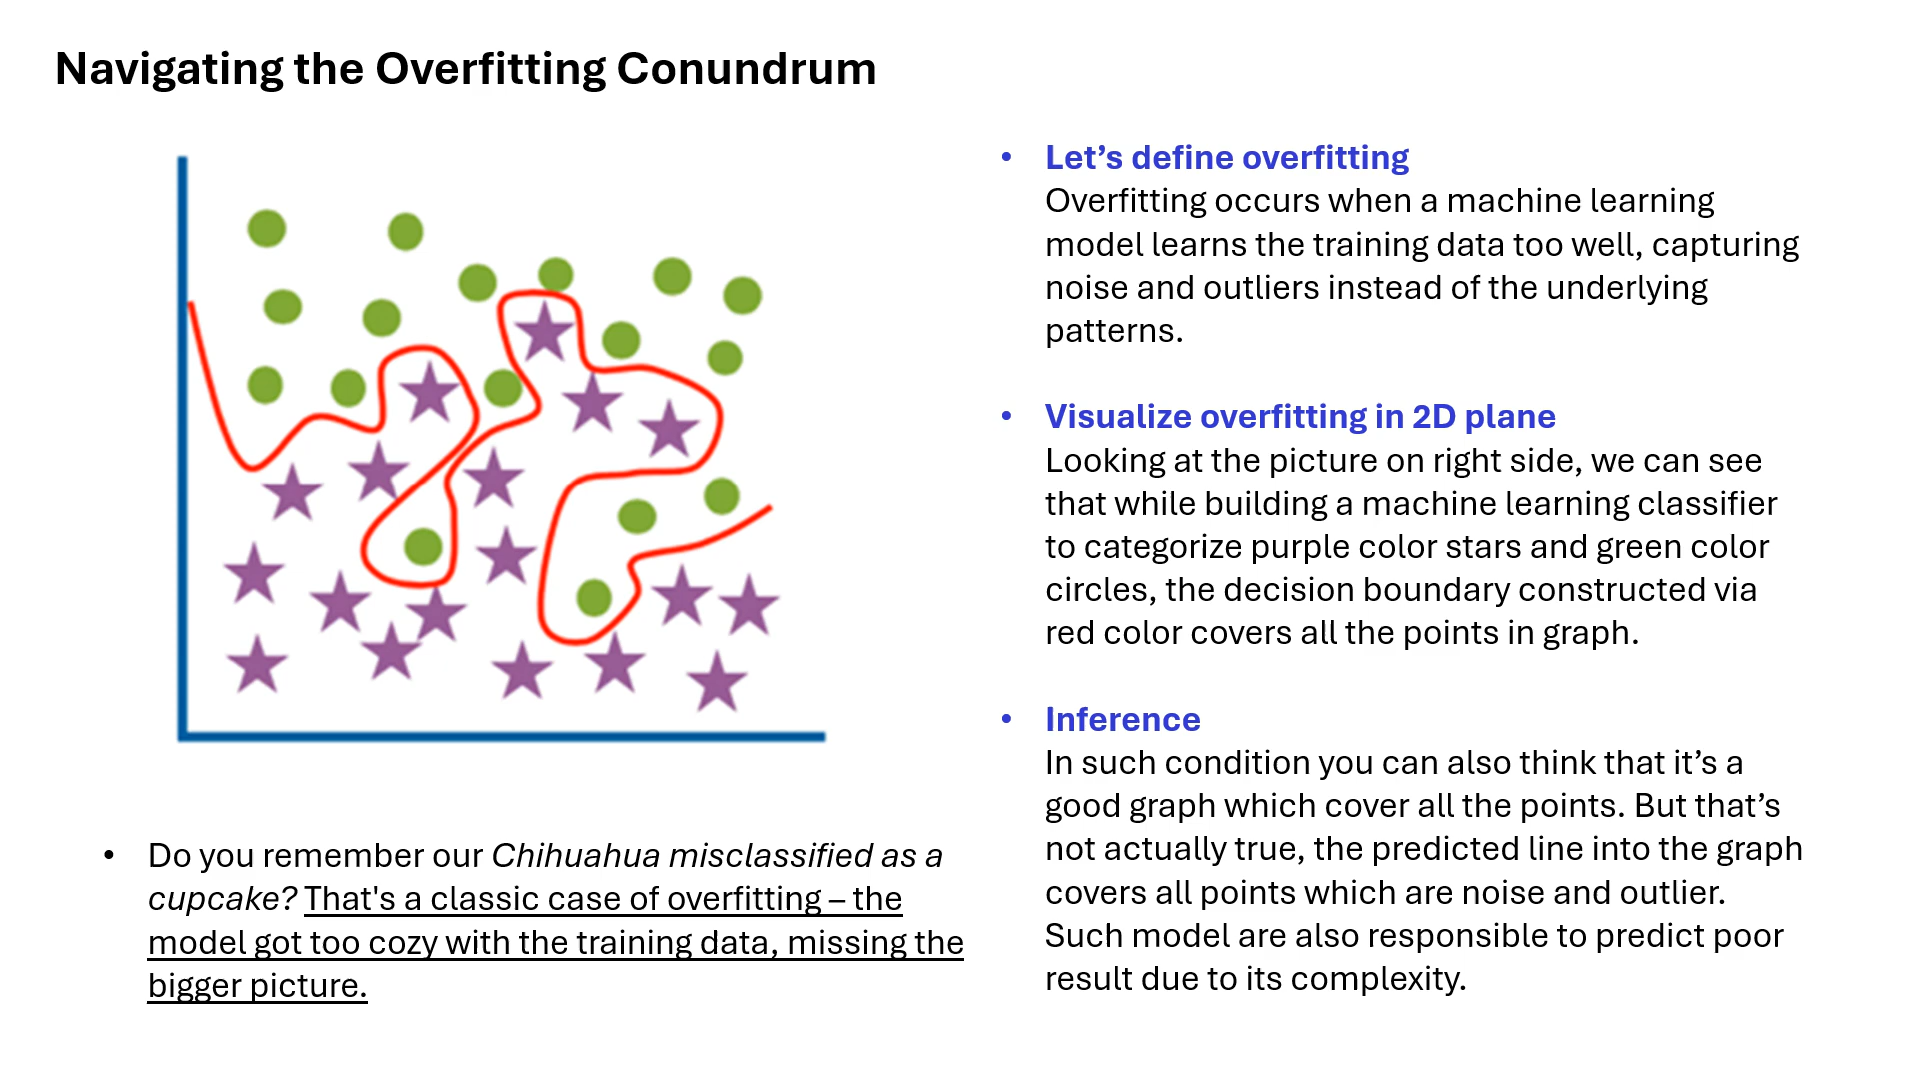 Navigating the Overfitting Conundrum
• Let’s define overfitting
Overfitting occurs when a machine learning
model learns the training data too well, capturing
noise and outliers instead of the underlying
patterns.
• Visualize overfitting in 2D plane
Looking at the picture on right side, we can see
that while building a machine learning classifier
to categorize purple color stars and green color
circles, the decision boundary constructed via
red color covers all the points in graph.
• Inference
In such condition you can also think that it’s a
good graph which cover all the points. But that’s
not actually true, the predicted line into the graph
covers all points which are noise and outlier.
Such model are also responsible to predict poor
result due to its complexity.
• Do you remember our Chihuahua misclassified as a
cupcake? That's a classic case of overfitting – the
model got too cozy with the training data, missing the
bigger picture.